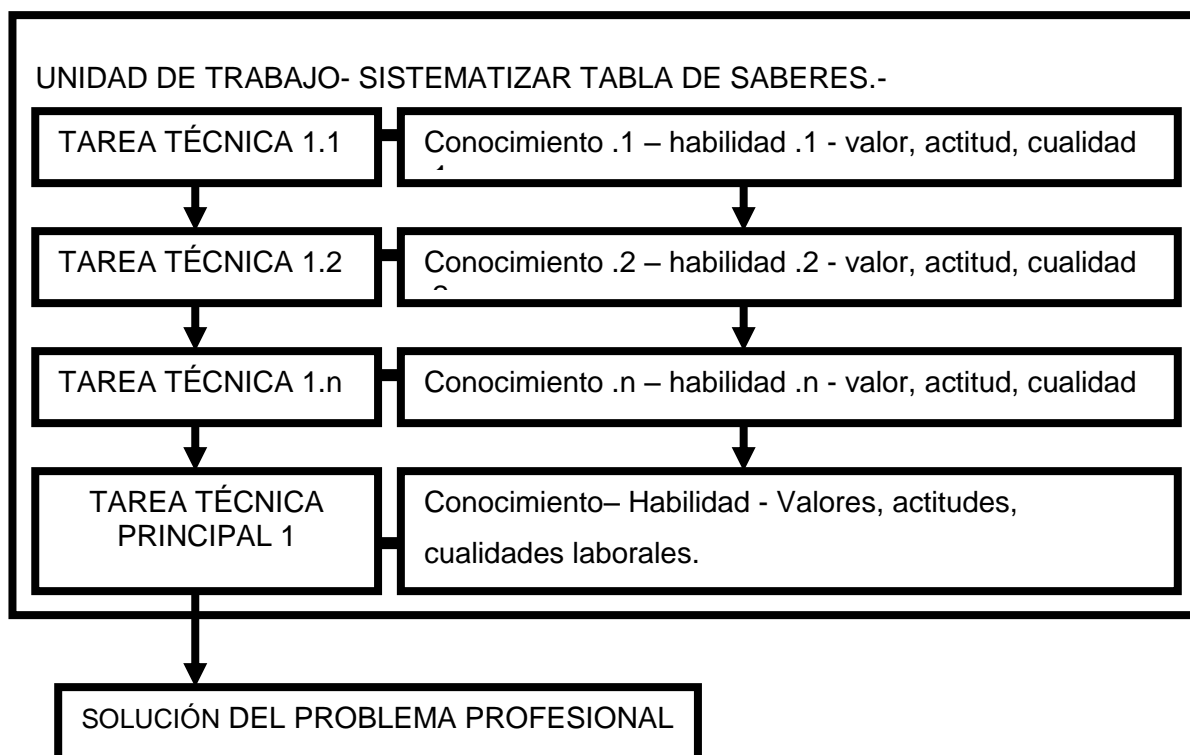 UNIDAD DE TRABAJO- SISTEMATIZAR TABLA DE SABERES.-
TAREA TÉCNICA 1.1
Conocimiento .1 – habilidad .1 - valor, actitud, cualidad
TAREA TÉCNICA 1.2
Conocimiento .2 – habilidad .2 - valor, actitud, cualidad
TAREA TÉCNICA 1.n
Conocimiento .n – habilidad .n - valor, actitud, cualidad
TAREA TÉCNICA
PRINCIPAL 1
Conocimiento– Habilidad - Valores, actitudes,
cualidades laborales.
SOLUCIÓN DEL PROBLEMA PROFESIONAL